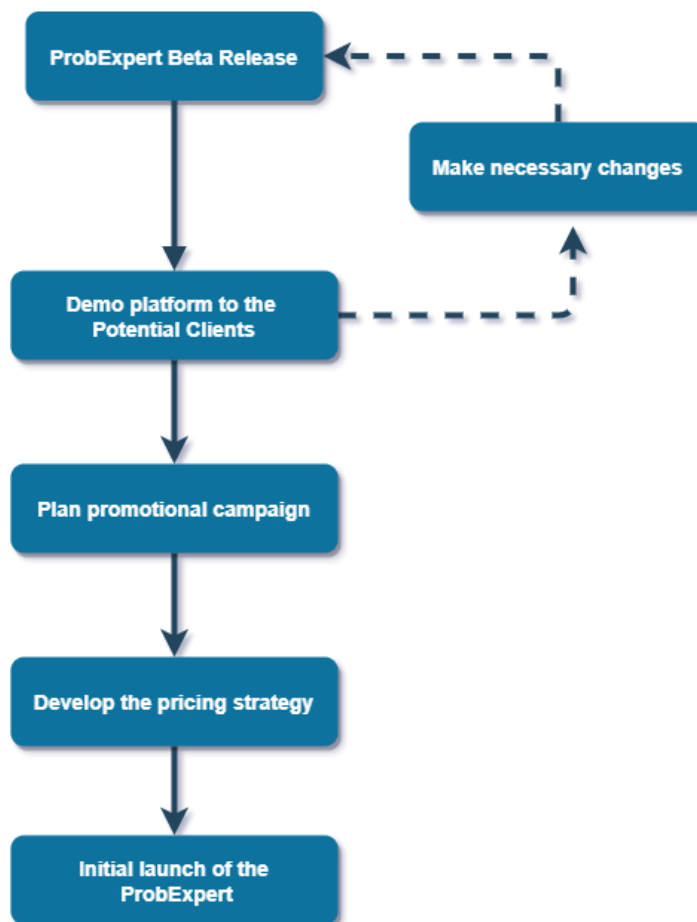 ProbExpert Beta Release
Make necessary changes
Demo platform to the
Potential Clients
Plan promotional campaign
Develop the pricing strategy
Initial launch of the
ProbExpert